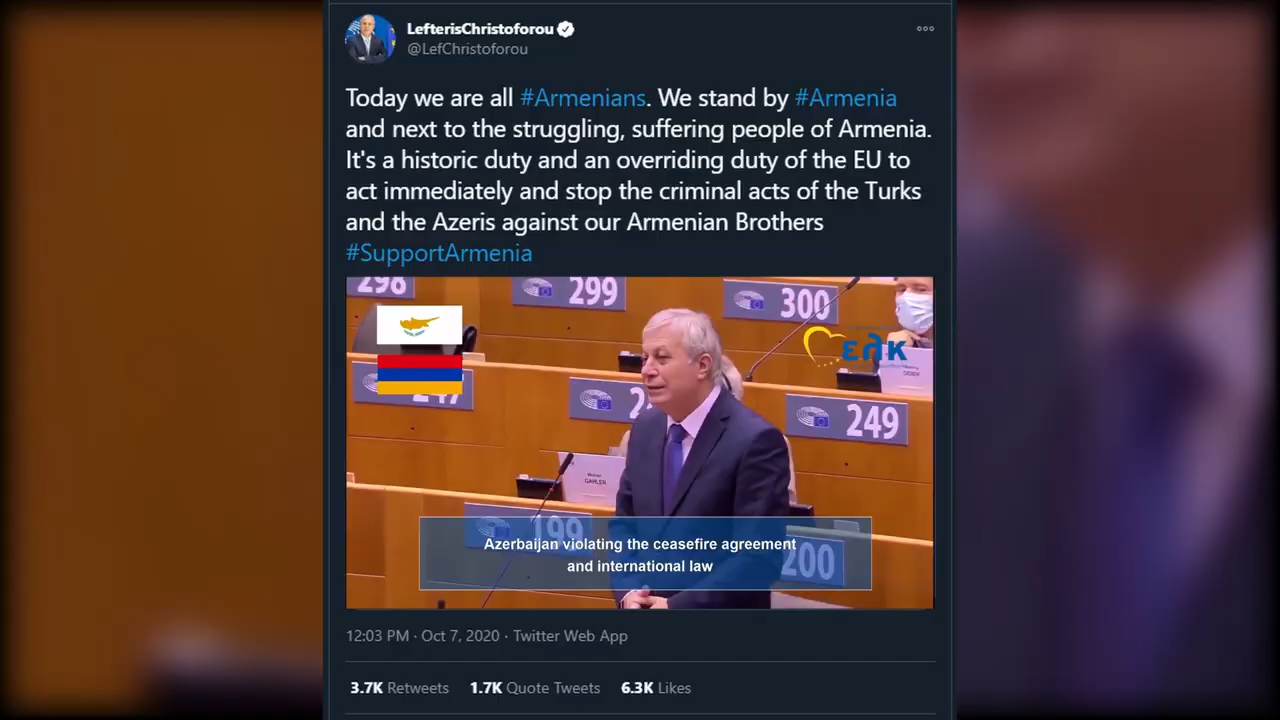 LefterisChristoforou
@LefChristoforou
Today we are all #Armenians. We stand by #Armenia
and next to the struggling, suffering people of Armenia.
It's a historic duty and an overriding duty of the EU to
act immediately and stop the criminal acts of the Turks
and the Azeris against our Armenian Brothers
#SupportArmenia
298
299
300
ελκ
247
249
GAHLER
199
200
Azerbaijan violating the ceasefire agreement
and international law
12:03 PM · Oct 7, 2020 · Twitter Web App
3.7K Retweets 1.7K Quote Tweets 6.3K Likes